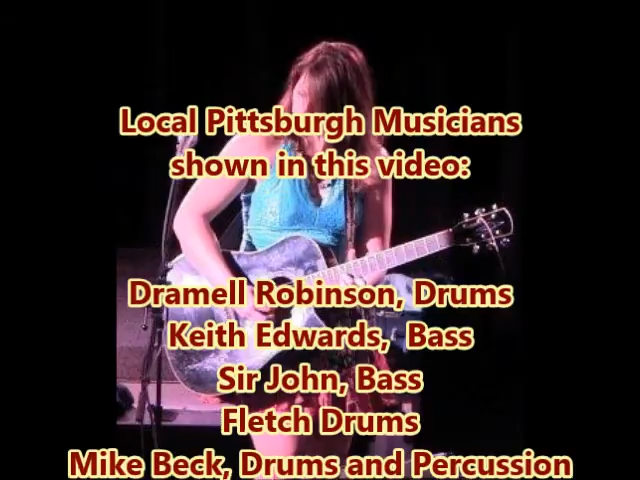 Local Pittsburgh Musicians
shown in this video:
Dramell Robinson, Drums
Keith Edwards,  Bass
Sir John, Bass
Fletch Drums
Mike Beck, Drums and Percussion